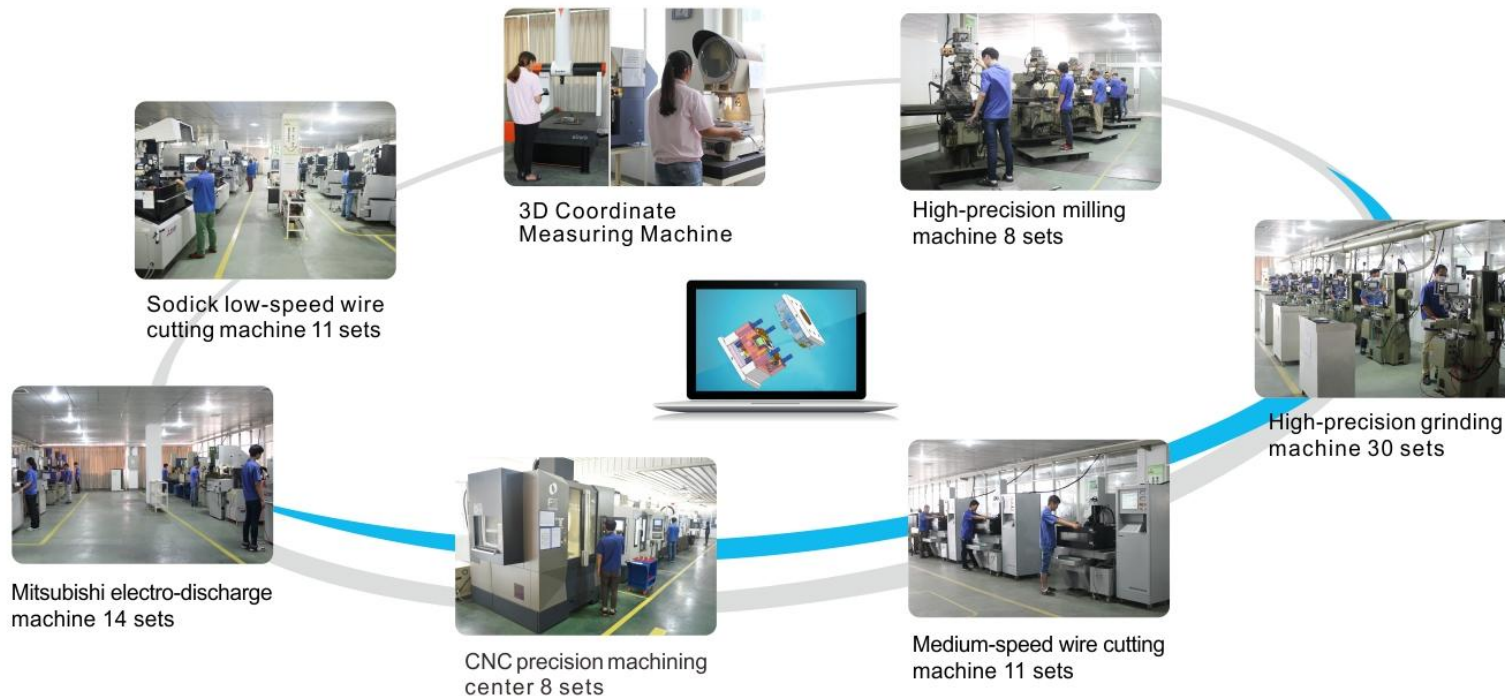 3D Coordinate
Measuring Machine
High-precision milling
machine 8 sets
Sodick low-speed wire
cutting machine 11 sets
High-precision grinding
machine 30 sets
Mitsubishi electro-discharge
machine 14 sets
CNC precision machining
center 8 sets
Medium-speed wire cutting
machine 11 sets